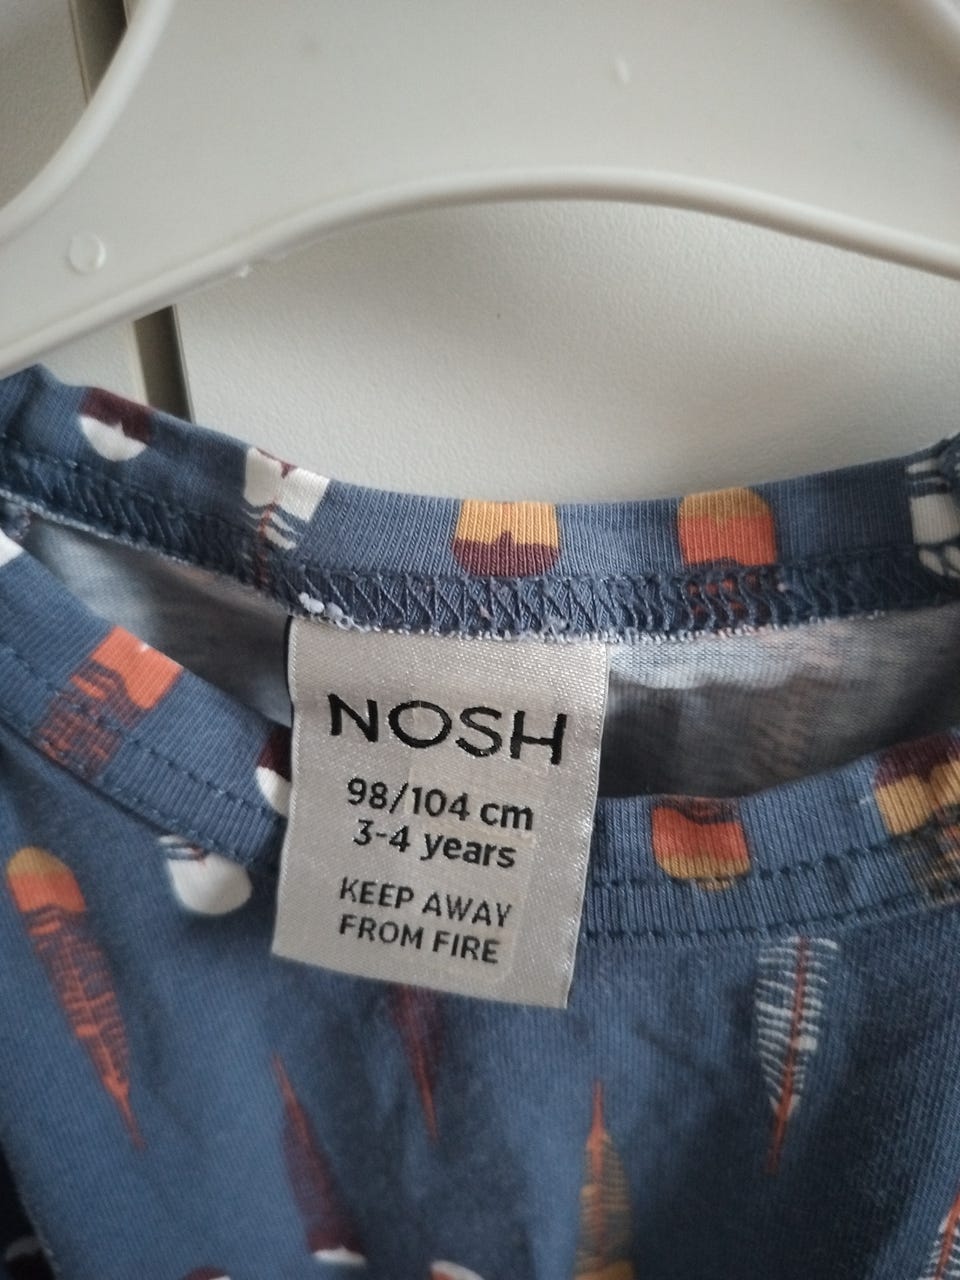 NOSH
98/104 cm
3-4 years
KEEP AWAY
FROM FIRE